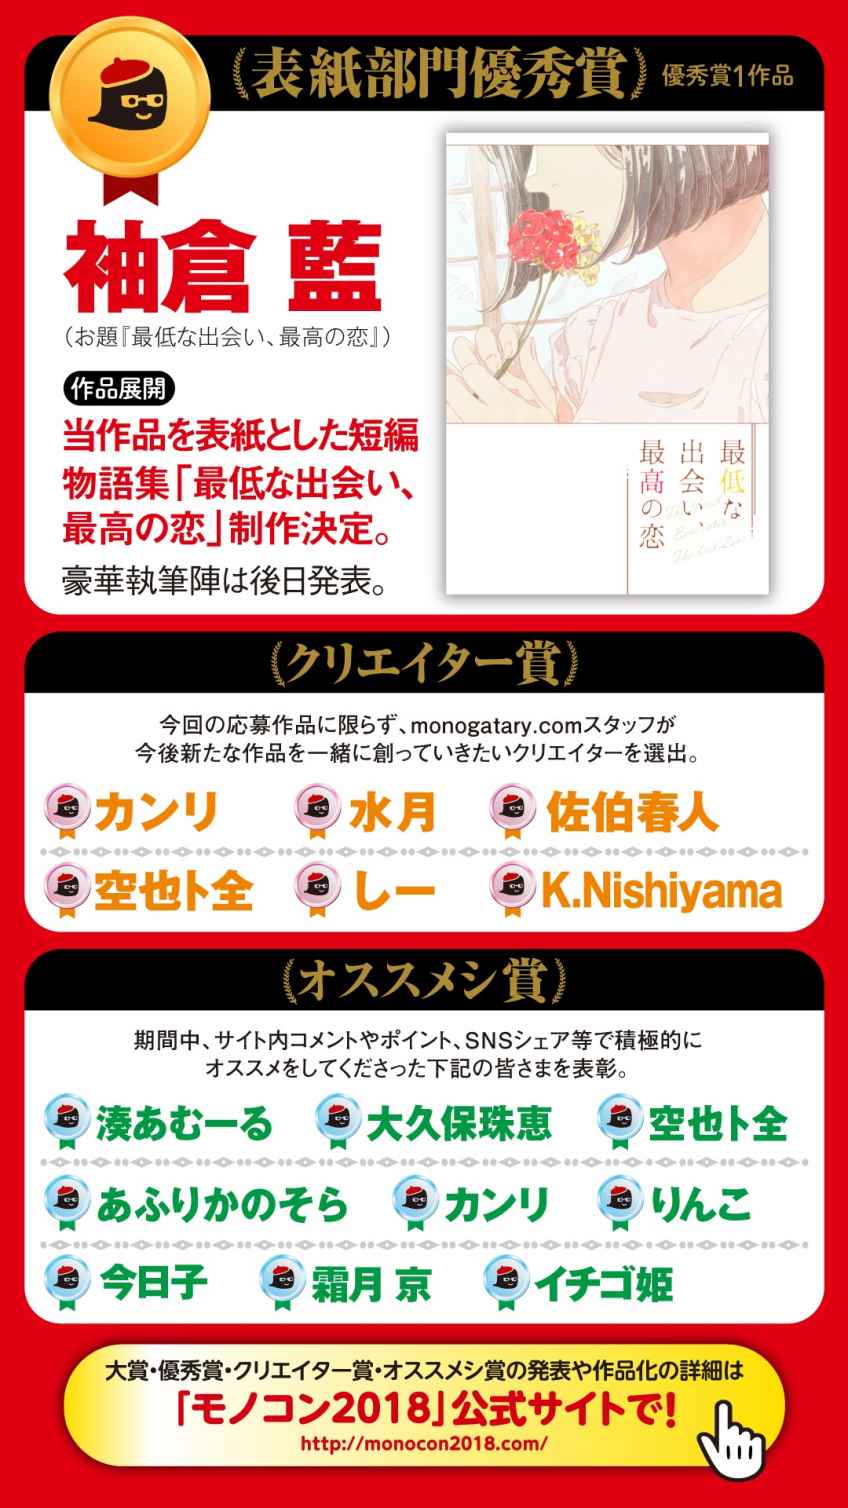 表紙部門優秀賞 優秀賞1作品
袖倉 藍
（お題『最低な出会い、最高の恋』）
作品展開
当作品を表紙とした短編
物語集「最低な出会い、
最高の恋」制作決定。
豪華執筆陣は後日発表。
最低な
出会い、
最高の恋
クリエイター賞
今回の応募作品に限らず、monogatary.comスタッフが
今後新たな作品を一緒に創っていきたいクリエイターを選出。
カンリ 水月 佐伯春人
空也ト全 しー K.Nishiyama
オススメシ賞
期間中、サイト内コメントやポイント、SNSシェア等で積極的に
オススメをしてくださった下記の皆さまを表彰。
湊あむーる 大久保珠恵 空也ト全
あふりかのそら カンリ りんこ
今日子 霜月 京 イチゴ姫
大賞・優秀賞・クリエイター賞・オススメシ賞の発表や作品化の詳細は
「モノコン2018」公式サイトで!
http://monocon2018.com/